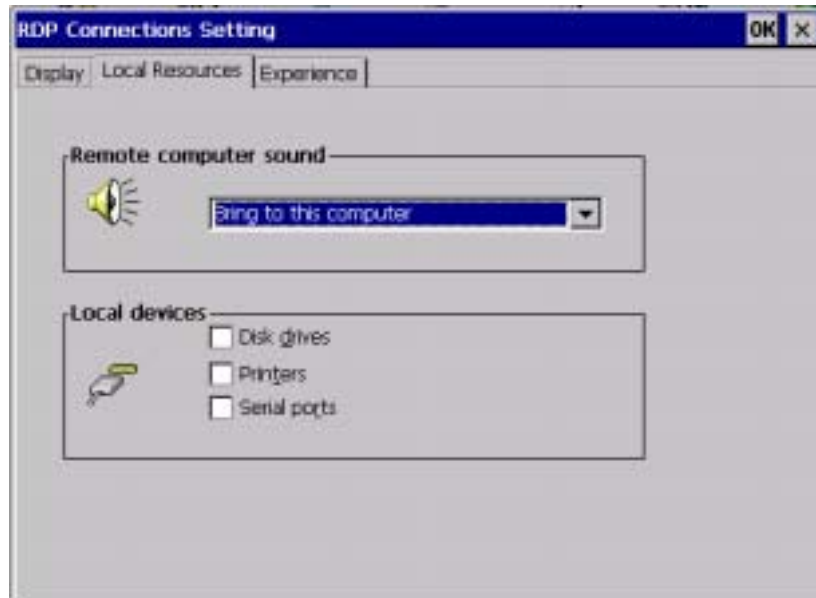 RDP Connections Setting OK ×
Display Local Resources Experience
Remote computer sound
Bring to this computer
Local devices
Disk drives
Printers
Serial ports